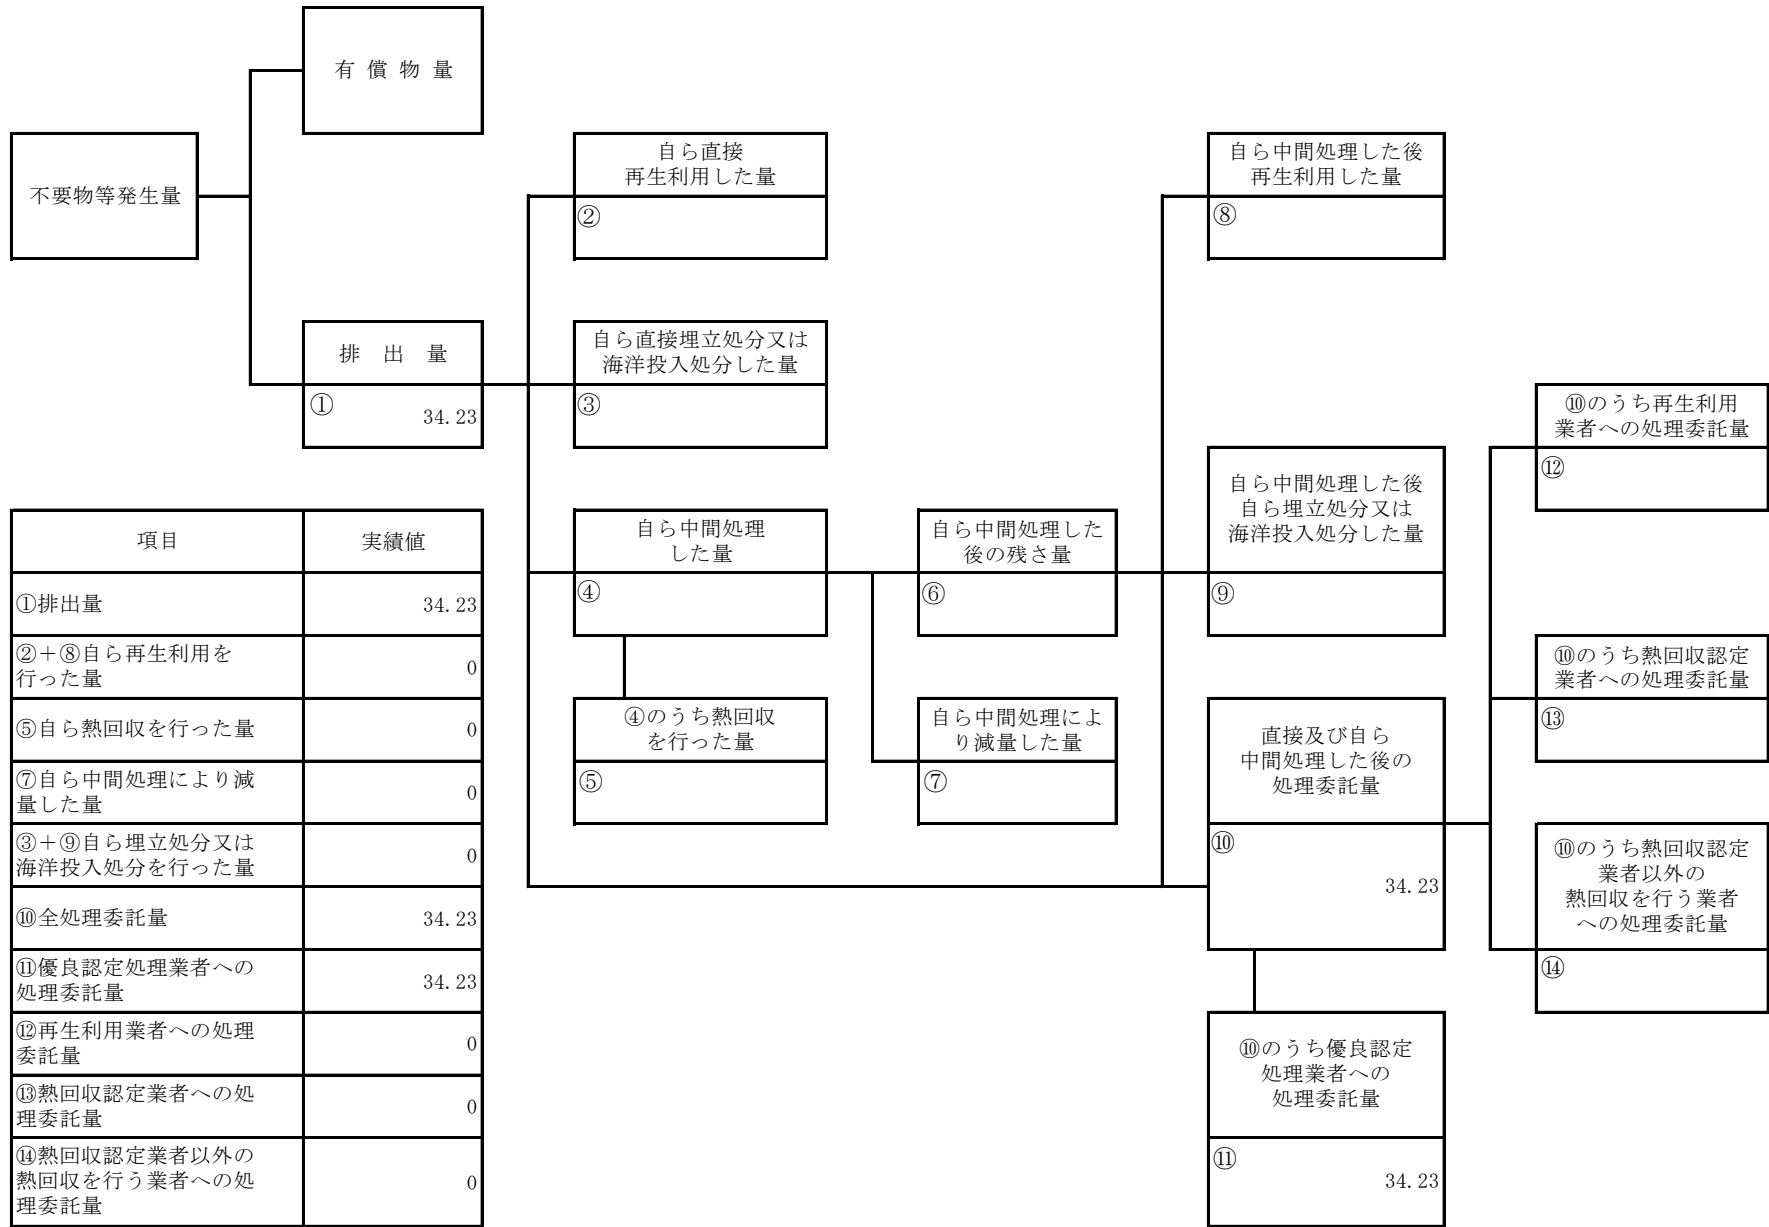 有償物量
不要物等発生量
排出量
①
34.23
自ら直接
再生利用した量
②
自ら直接埋立処分又は
海洋投入処分した量
③
自ら中間処理
した量
④
④のうち熱回収
を行った量
⑤
自ら中間処理した
後の残さ量
⑥
自ら中間処理によ
り減量した量
⑦
自ら中間処理した後
再生利用した量
⑧
自ら中間処理した後
自ら埋立処分又は
海洋投入処分した量
⑨
直接及び自ら
中間処理した後の
処理委託量
⑩
34.23
⑩のうち優良認定
処理業者への
処理委託量
⑪
34.23
⑩のうち再生利用
業者への処理委託量
⑫
⑩のうち熱回収認定
業者への処理委託量
⑬
⑩のうち熱回収認定
業者以外の
熱回収を行う業者
への処理委託量
⑭
項目 実績値
①排出量 34.23
②+⑧自ら再生利用を
行った量 0
⑤自ら熱回収を行った量 0
⑦自ら中間処理により減
量した量 0
③+⑨自ら埋立処分又は
海洋投入処分を行った量 0
⑩全処理委託量 34.23
⑪優良認定処理業者への
処理委託量 34.23
⑫再生利用業者への処理
委託量 0
⑬熱回収認定業者への処
理委託量 0
⑭熱回収認定業者以外の
熱回収を行う業者への処
理委託量 0